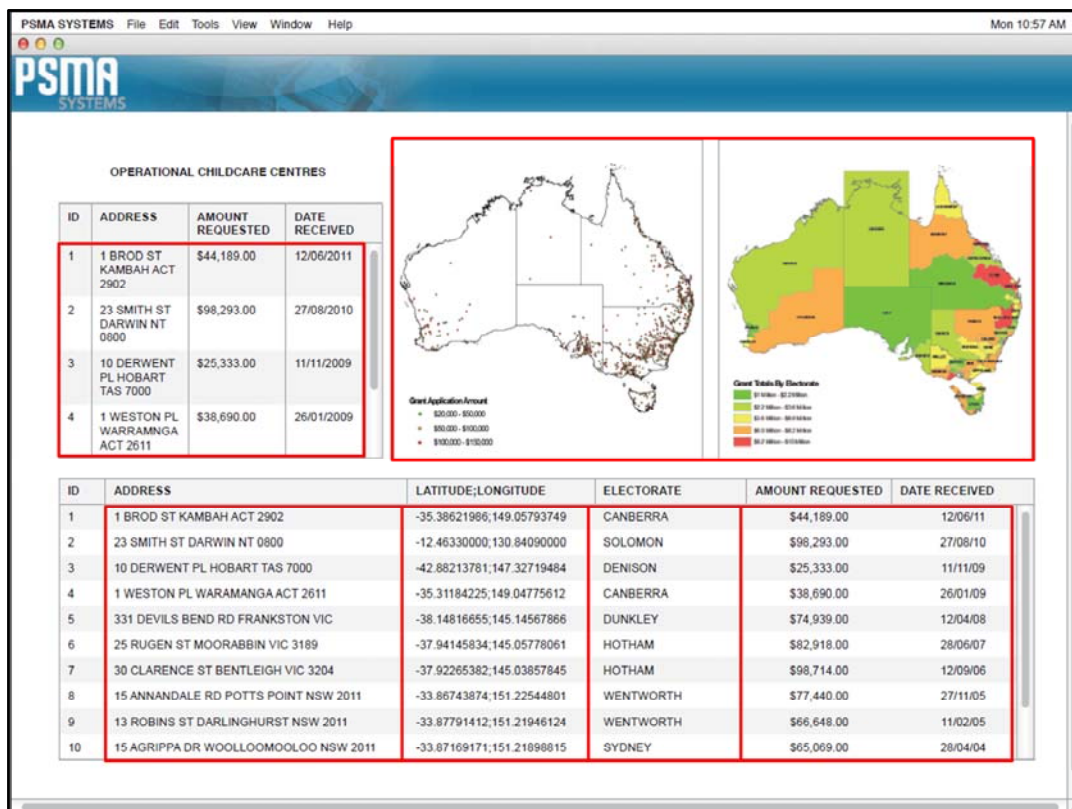 PSMA SYSTEMS File Edit Tools View Window Help Mon 10:57 AM
PSMA
SYSTEMS
OPERATIONAL CHILDCARE CENTRES
ID ADDRESS AMOUNT REQUESTED DATE RECEIVED
1 1 BROD ST KAMBAH ACT 2902 $44,189.00 12/06/2011
2 23 SMITH ST DARWIN NT 0800 $98,293.00 27/08/2010
3 10 DERWENT PL HOBART TAS 7000 $25,333.00 11/11/2009
4 1 WESTON PL WARRAMNGA ACT 2611 $38,690.00 26/01/2009
Grant Application Amount
$20,000 - $50,000
$50,000 - $100,000
$100,000 - $150,000
Grant Totals By Electorate
ID ADDRESS LATITUDE;LONGITUDE ELECTORATE AMOUNT REQUESTED DATE RECEIVED
1 1 BROD ST KAMBAH ACT 2902 -35.38621986;149.05793749 CANBERRA $44,189.00 12/06/11
2 23 SMITH ST DARWIN NT 0800 -12.46330000;130.84090000 SOLOMON $98,293.00 27/08/10
3 10 DERWENT PL HOBART TAS 7000 -42.88213781;147.32719484 DENISON $25,333.00 11/11/09
4 1 WESTON PL WARAMANGA ACT 2611 -35.31184225;149.04775612 CANBERRA $38,690.00 26/01/09
5 331 DEVILS BEND RD FRANKSTON VIC -38.14816655;145.14567866 DUNKLEY $74,939.00 12/04/08
6 25 RUGEN ST MOORABBIN VIC 3189 -37.94145834;145.05778061 HOTHAM $82,918.00 28/06/07
7 30 CLARENCE ST BENTLEIGH VIC 3204 -37.92265382;145.03857845 HOTHAM $98,714.00 12/09/06
8 15 ANNANDALE RD POTTS POINT NSW 2011 -33.86743874;151.22544801 WENTWORTH $77,440.00 27/11/05
9 13 ROBINS ST DARLINGHURST NSW 2011 -33.87791412;151.21946124 WENTWORTH $66,648.00 11/02/05
10 15 AGRIPPA DR WOOLLOOMOOLOO NSW 2011 -33.87169171;151.21898815 SYDNEY $65,069.00 28/04/04